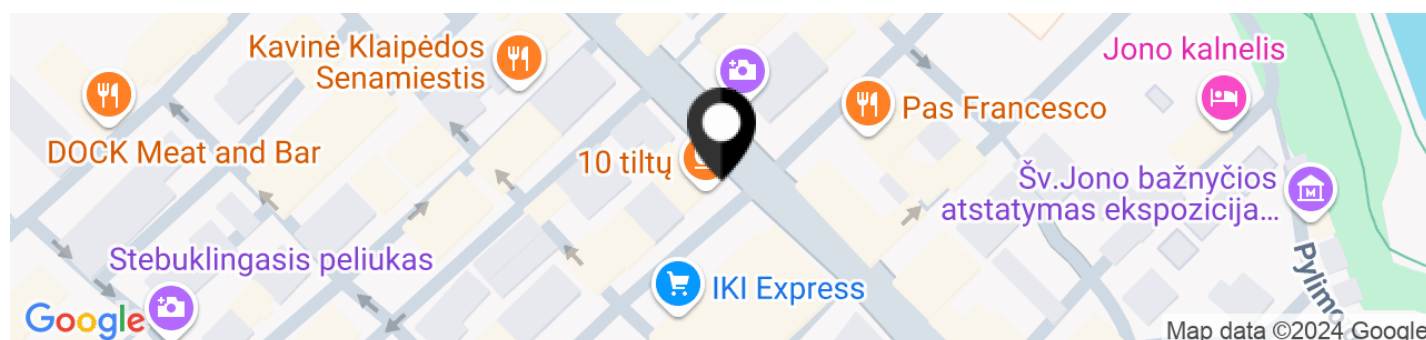 Kavinė Klaipėdos
Senamiestis
Jono kalnelis
Pas Francesco
DOCK Meat and Bar
10 tiltų
Šv.Jono bažnyčios
atstatymas ekspozicija...
Stebuklingasis peliukas
IKI Express
Google
Map data ©2024 Google